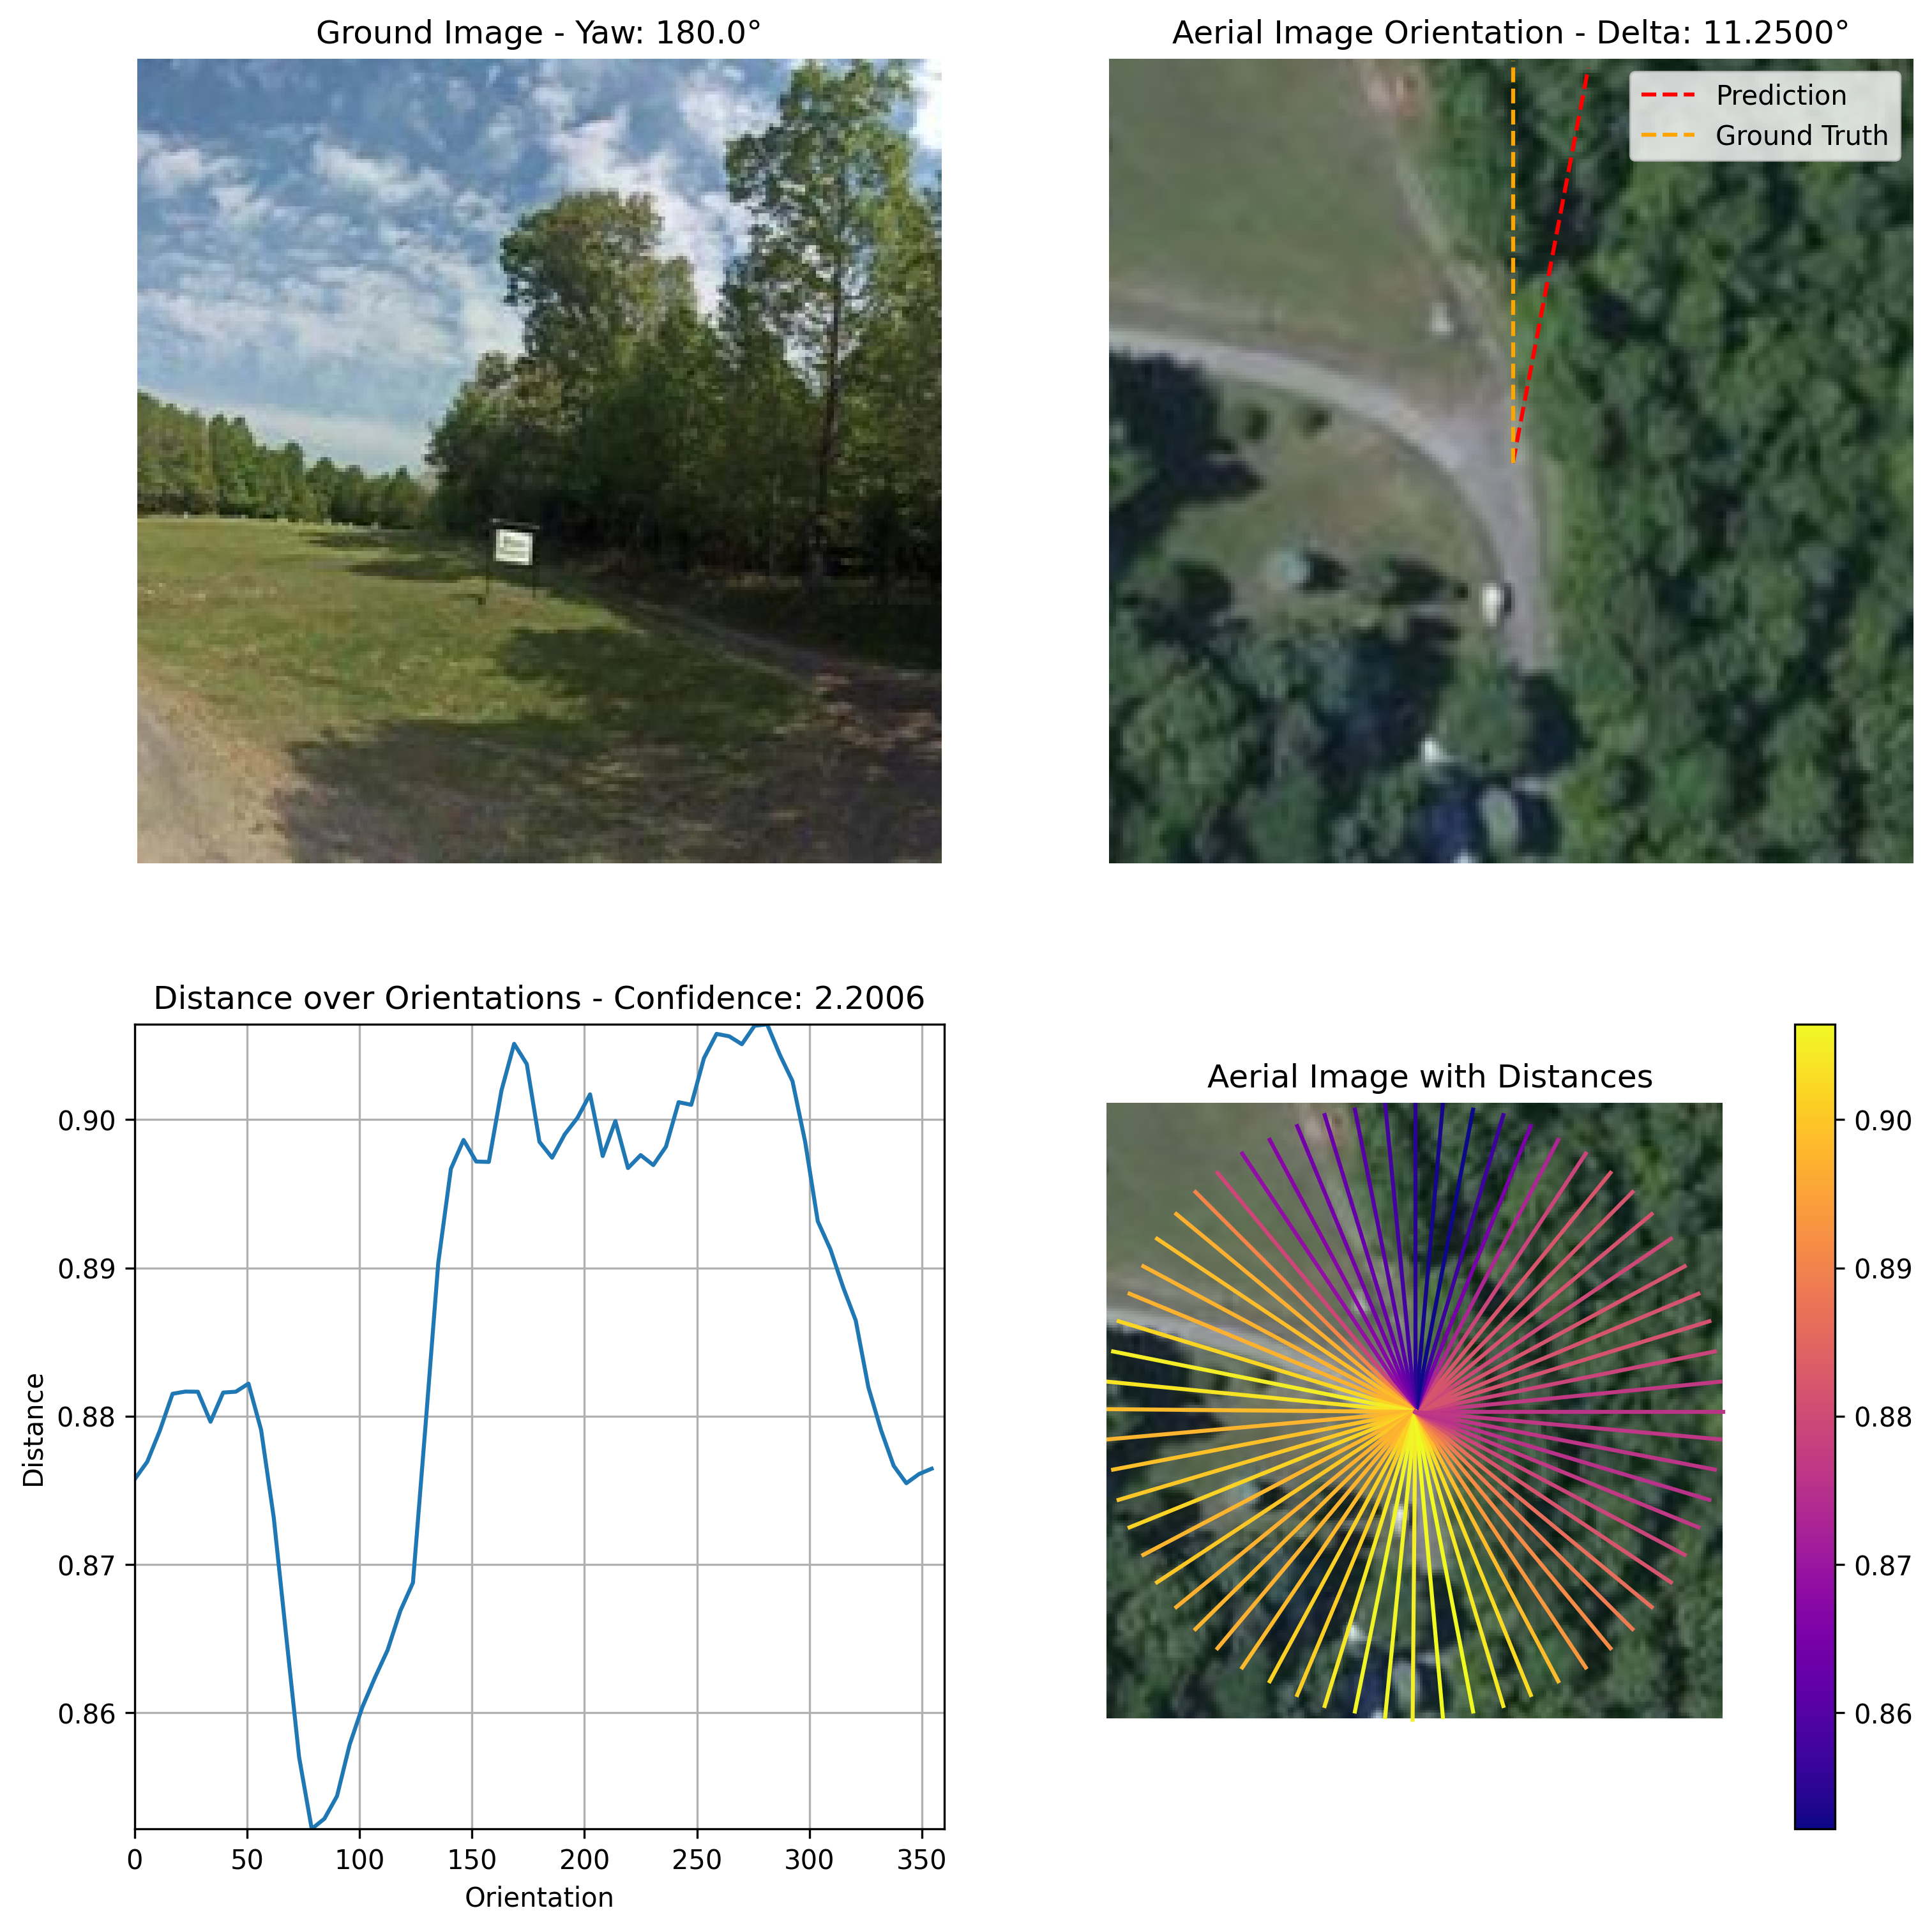 Ground Image - Yaw: 180.0°
Aerial Image Orientation - Delta: 11.2500°
Prediction
Ground Truth
Distance over Orientations - Confidence: 2.2006
0.90
0.89
0.88
0.87
0.86
Distance
0
50
100
150
200
250
300
350
Orientation
Aerial Image with Distances
0.90
0.89
0.88
0.87
0.86